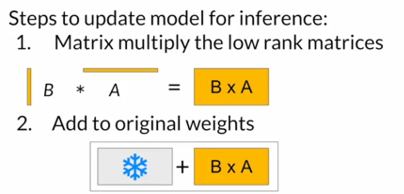 Steps to update model for inference:
1. Matrix multiply the low rank matrices
B * A = B x A
2. Add to original weights
+ B x A